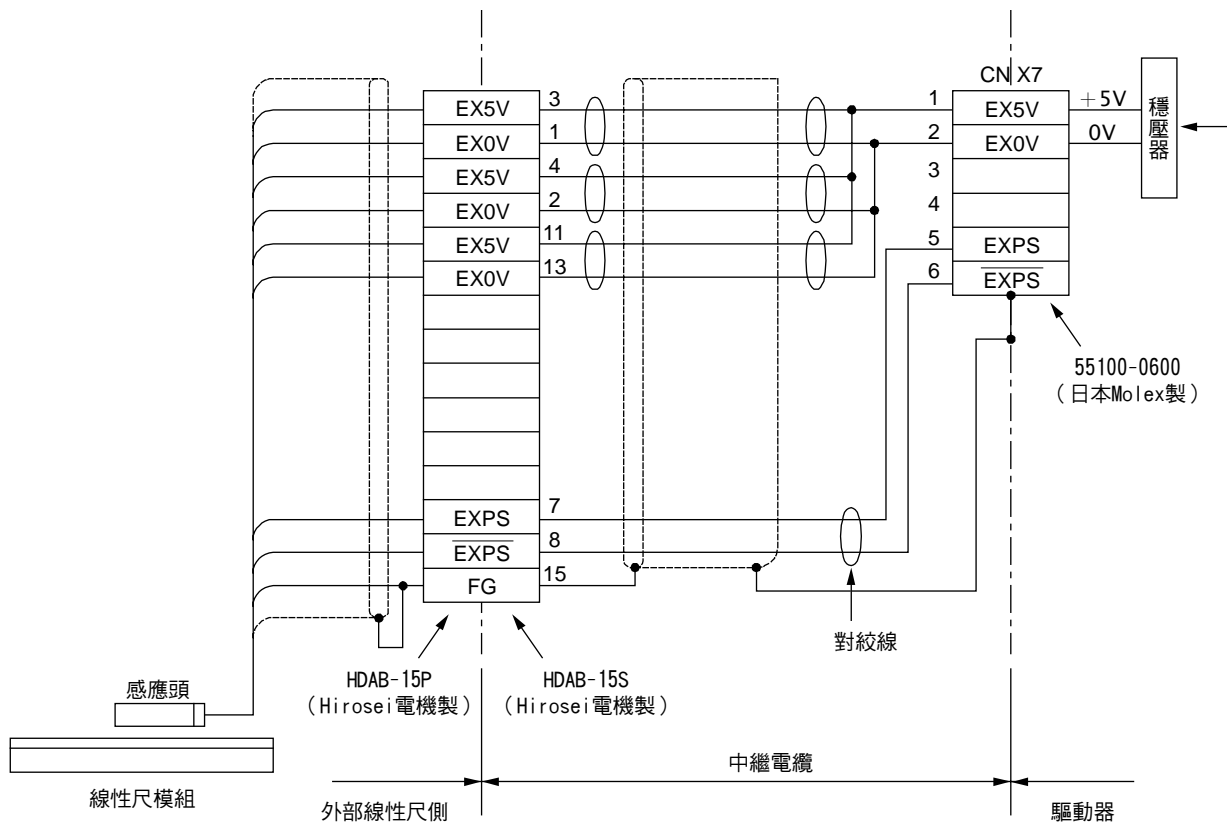 CN X7
EX5V 3
EX0V 1
EX5V 4
EX0V 2
EX5V 11
EX0V 13
EXPS 7
EXPS 8
FG 15
1 EX5V +5V
2 EX0V 0V
3
4
5 EXPS
6 EXPS
穩壓器
55100-0600
(日本Molex製)
對絞線
HDAB-15P
(Hirosei電機製)
HDAB-15S
(Hirosei電機製)
感應頭
線性尺模組
外部線性尺側
中繼電纜
驅動器